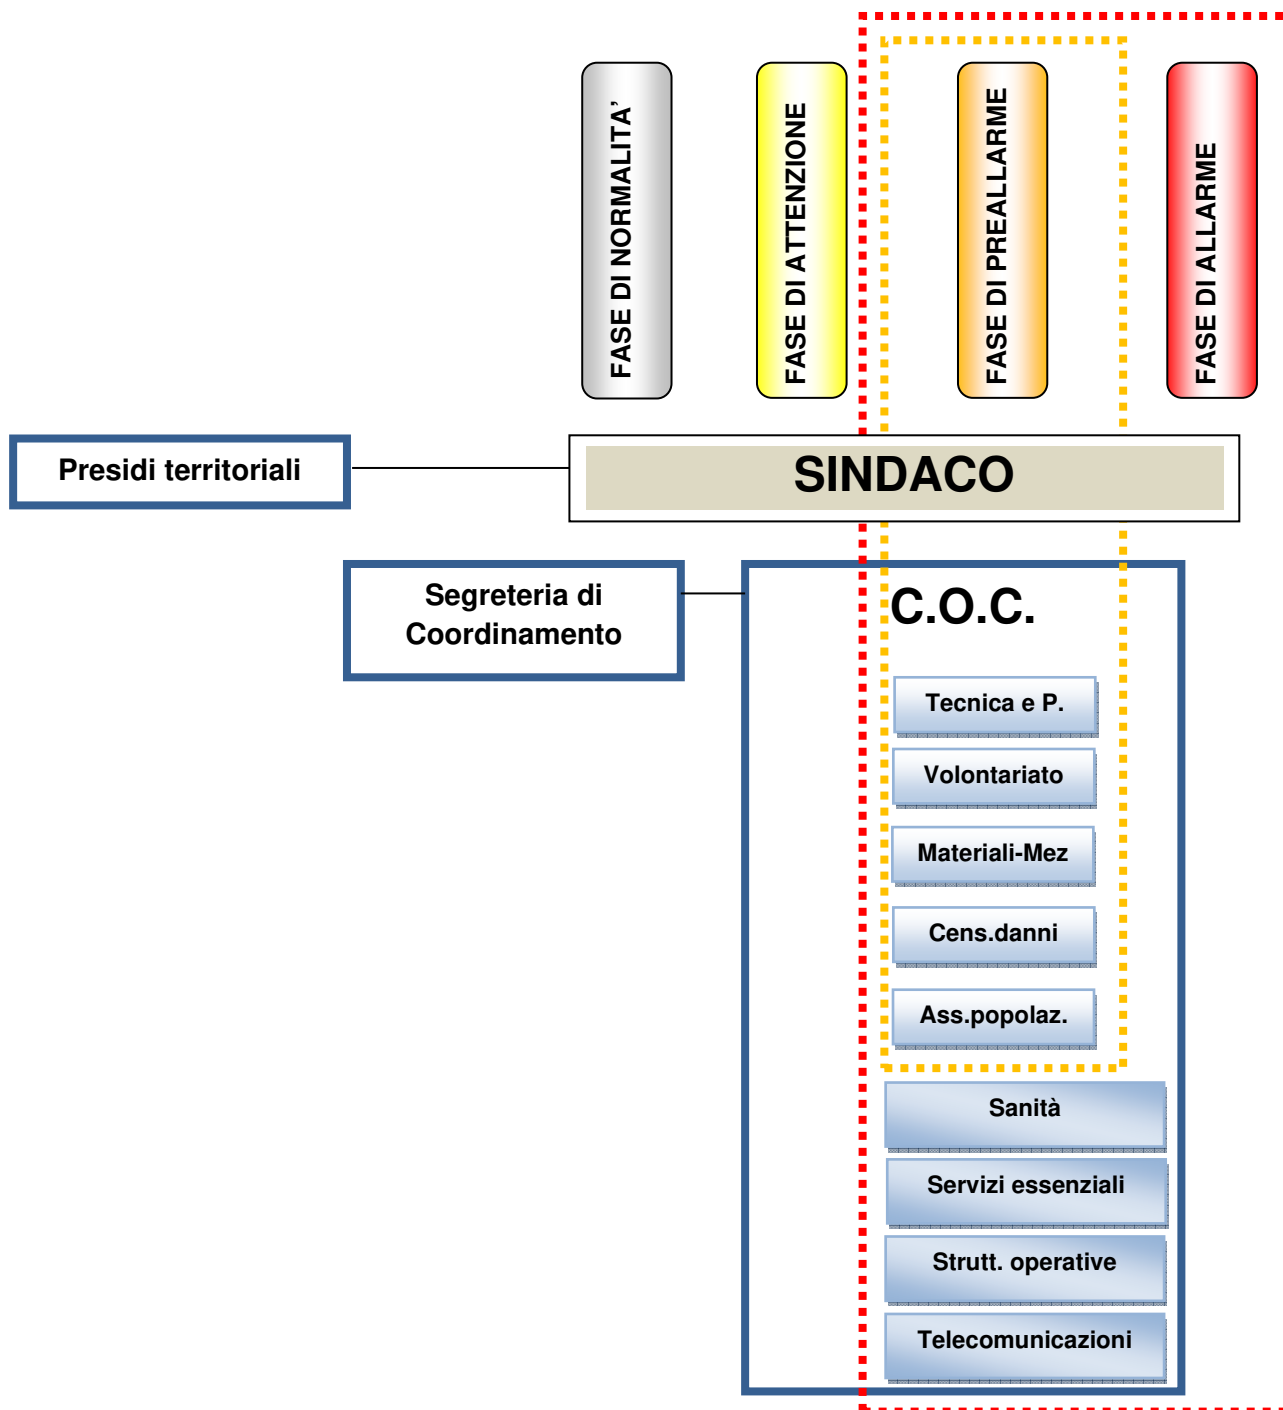 FASE DI NORMALITA’
FASE DI ATTENZIONE
FASE DI PREALLARME
FASE DI ALLARME
Presidi territoriali
SINDACO
Segreteria di
Coordinamento
C.O.C.
Tecnica e P.
Volontariato
Materiali-Mez
Cens.danni
Ass.popolaz.
Sanità
Servizi essenziali
Strutt. operative
Telecomunicazioni